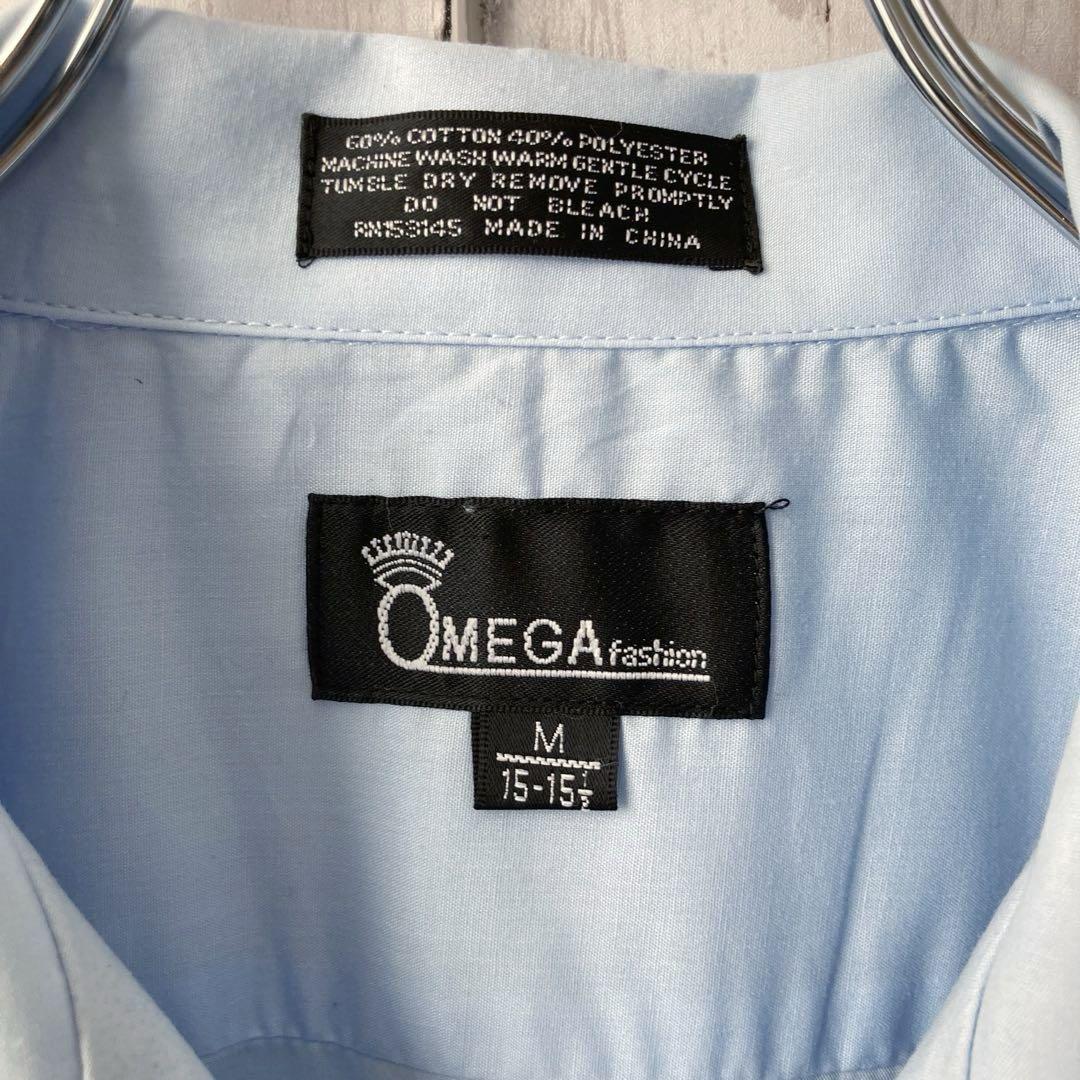 60% COTTON 40% POLYESTER
MACHINE WASH WARM GENTLE CYCLE
TUMBLE DRY REMOVE PROMPTLY
DO NOT BLEACH
RN153145 MADE IN CHINA
OMEGA fashion
M
15-15½